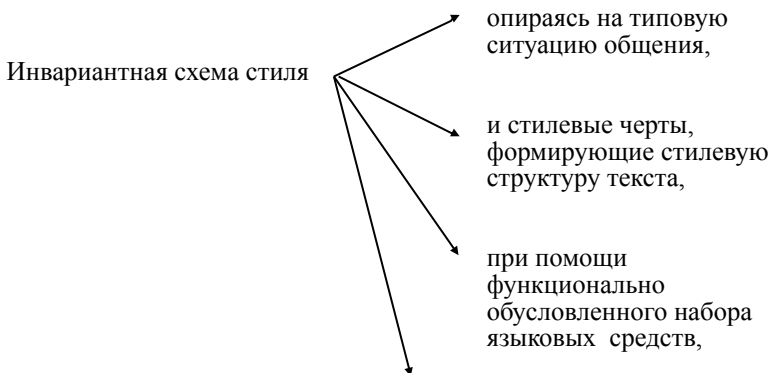 опираясь на типовую
ситуацию общения,
Инвариантная схема стиля
и стилевые черты,
формирующие стилевую
структуру текста,
при помощи
функционально
обусловленного набора
языковых средств,